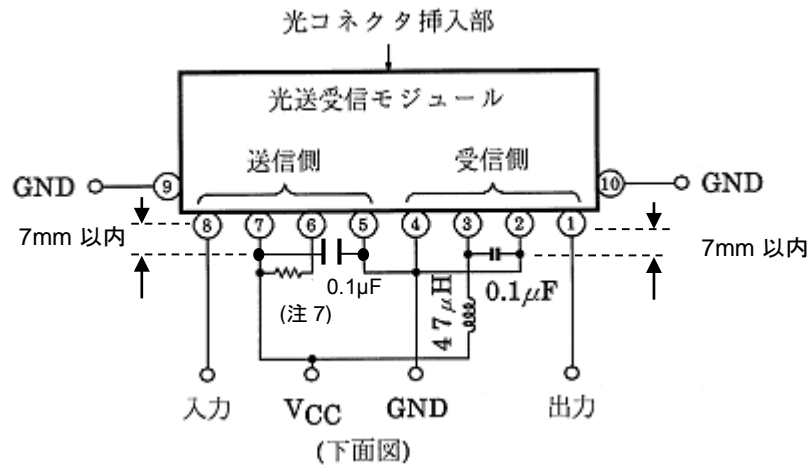 光コネクタ挿入部
光送受信モジュール
送信側
受信側
GND
⑨
⑩
GND
7mm 以内
⑧
⑦
⑥
⑤
④
③
②
①
7mm 以内
0.1μF
(注 7)
47μH
0.1μF
入力
VCC
GND
出力
(下面図)